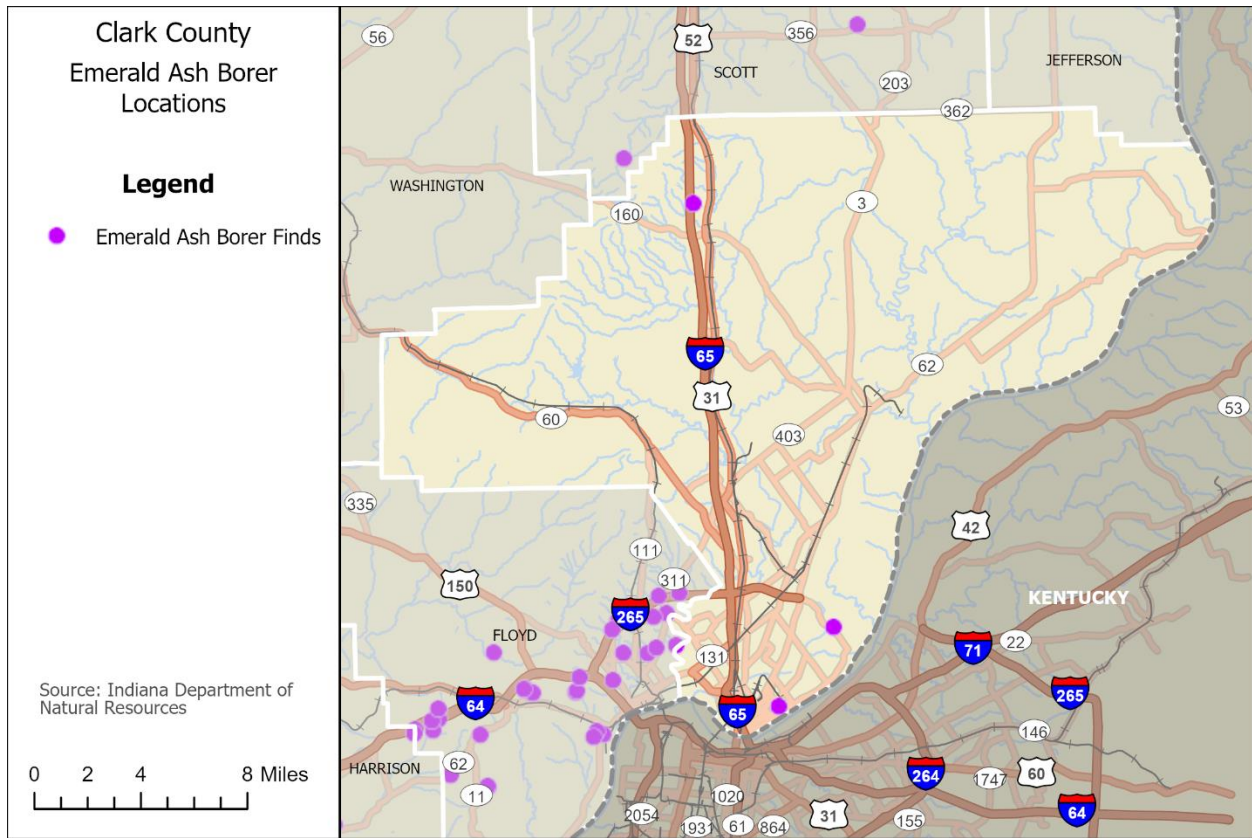 Clark County
Emerald Ash Borer
Locations
Legend
Emerald Ash Borer Finds
Source: Indiana Department of
Natural Resources
0 2 4 8 Miles
56
52
356
SCOTT
JEFFERSON
203
362
WASHINGTON
160
3
65
62
31
60
403
53
335
42
111
311
150
265
KENTUCKY
FLOYD
22
131
71
265
64
65
146
HARRISON
62
264
1747
60
11
1020
2054
31
64
1931
61
864
155